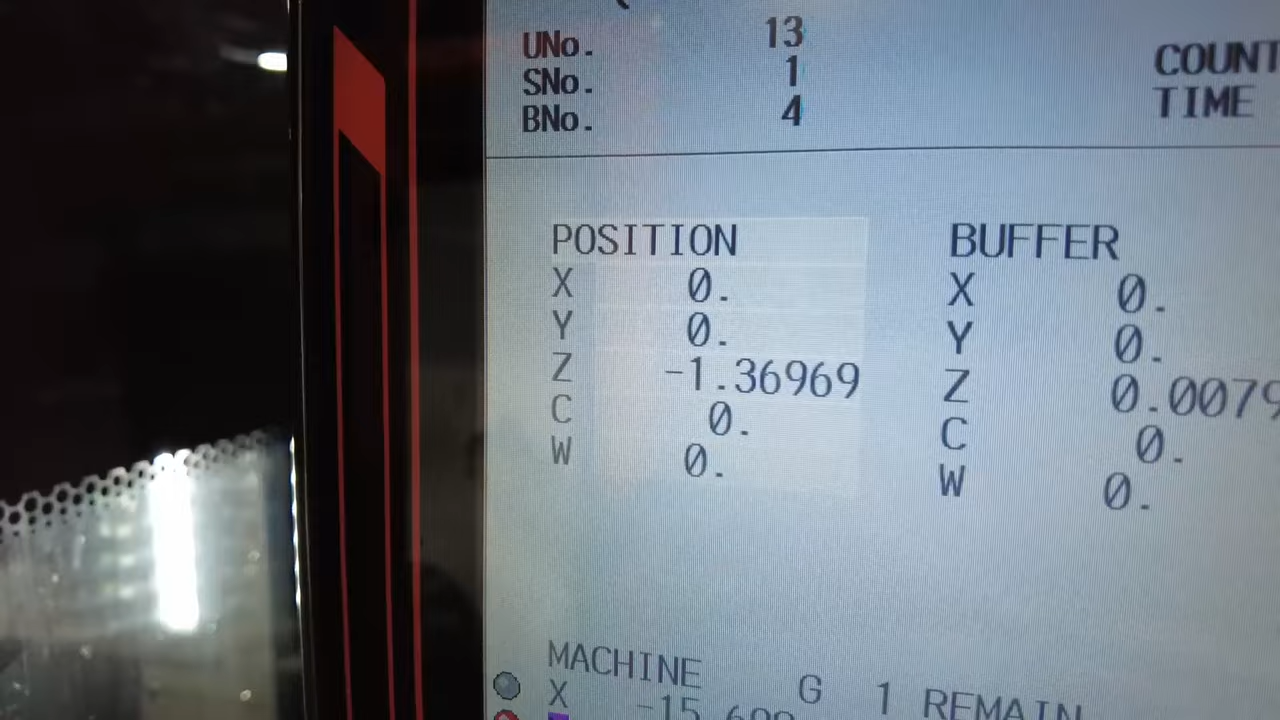 UNo. 13
SNo. 1
BNo. 4
COUNT
TIME
POSITION
X 0.
Y 0.
Z -1.36969
C 0.
W 0.
BUFFER
X 0.
Y 0.
Z 0.0079
C 0.
W 0.
MACHINE G 1 REMAIN
X -15.609